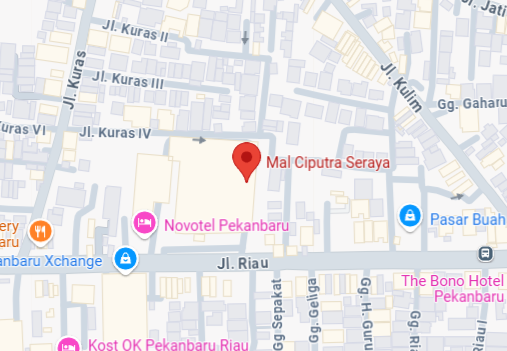 Jl. Kuras II
Jl. Kuras
Jl. Kuras III
Jl. Kulim
Gg. Gaharu
Kuras VI
Jl. Kuras IV
Mal Ciputra Seraya
Novotel Pekanbaru
Pasar Buah
Jl. Riau
Xchange
The Bono Hotel
Pekanbaru
Gg Sepakat
Gg. Geliga
Gg. H. Guru
Kost OK Pekanbaru Riau